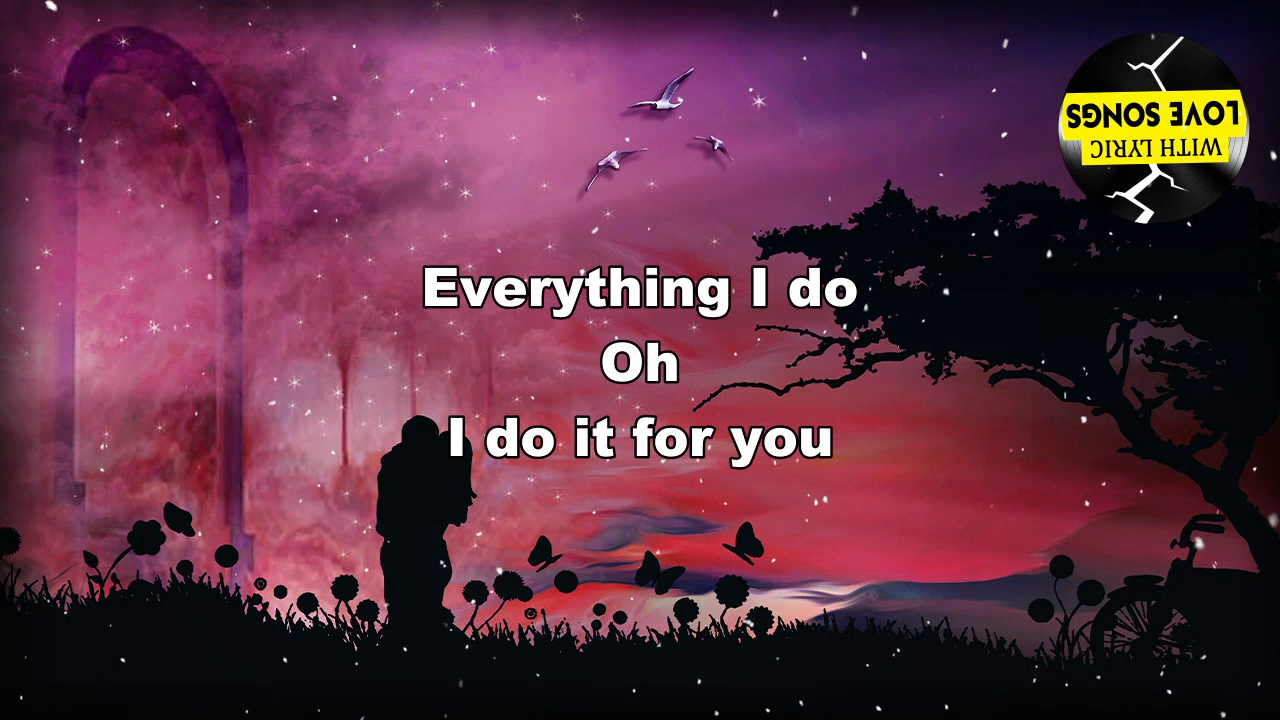 Everything I do
Oh
I do it for you
LOVE SONGS
WITH LYRIC